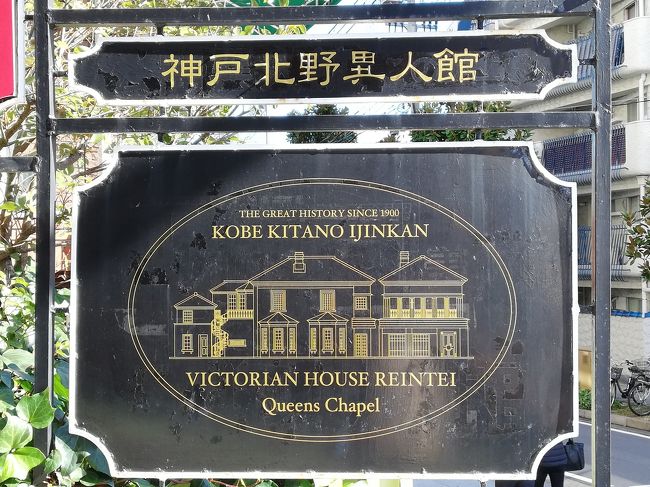 神戸北野異人館
THE GREAT HISTORY SINCE 1900
KOBE KITANO IJINKAN
VICTORIAN HOUSE REINTEI
Queens Chapel